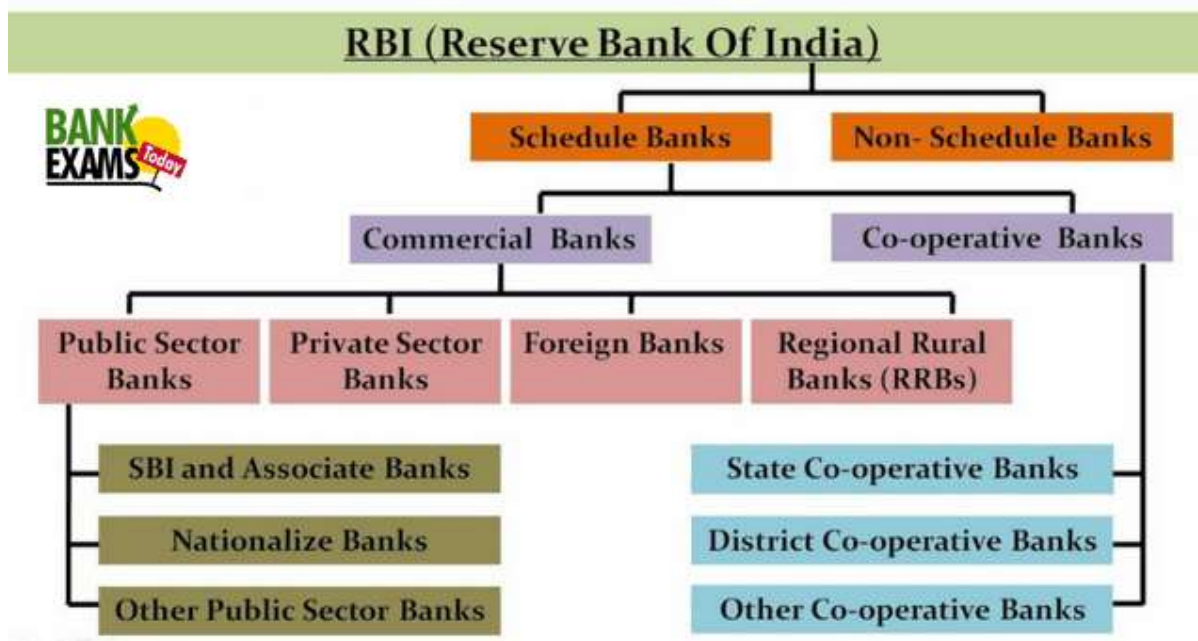 RBI (Reserve Bank Of India)
BANK
EXAMS
Today
Schedule Banks
Non- Schedule Banks
Commercial Banks
Co-operative Banks
Public Sector
Banks
Private Sector
Banks
Foreign Banks
Regional Rural
Banks (RRBs)
SBI and Associate Banks
Nationalize Banks
Other Public Sector Banks
State Co-operative Banks
District Co-operative Banks
Other Co-operative Banks